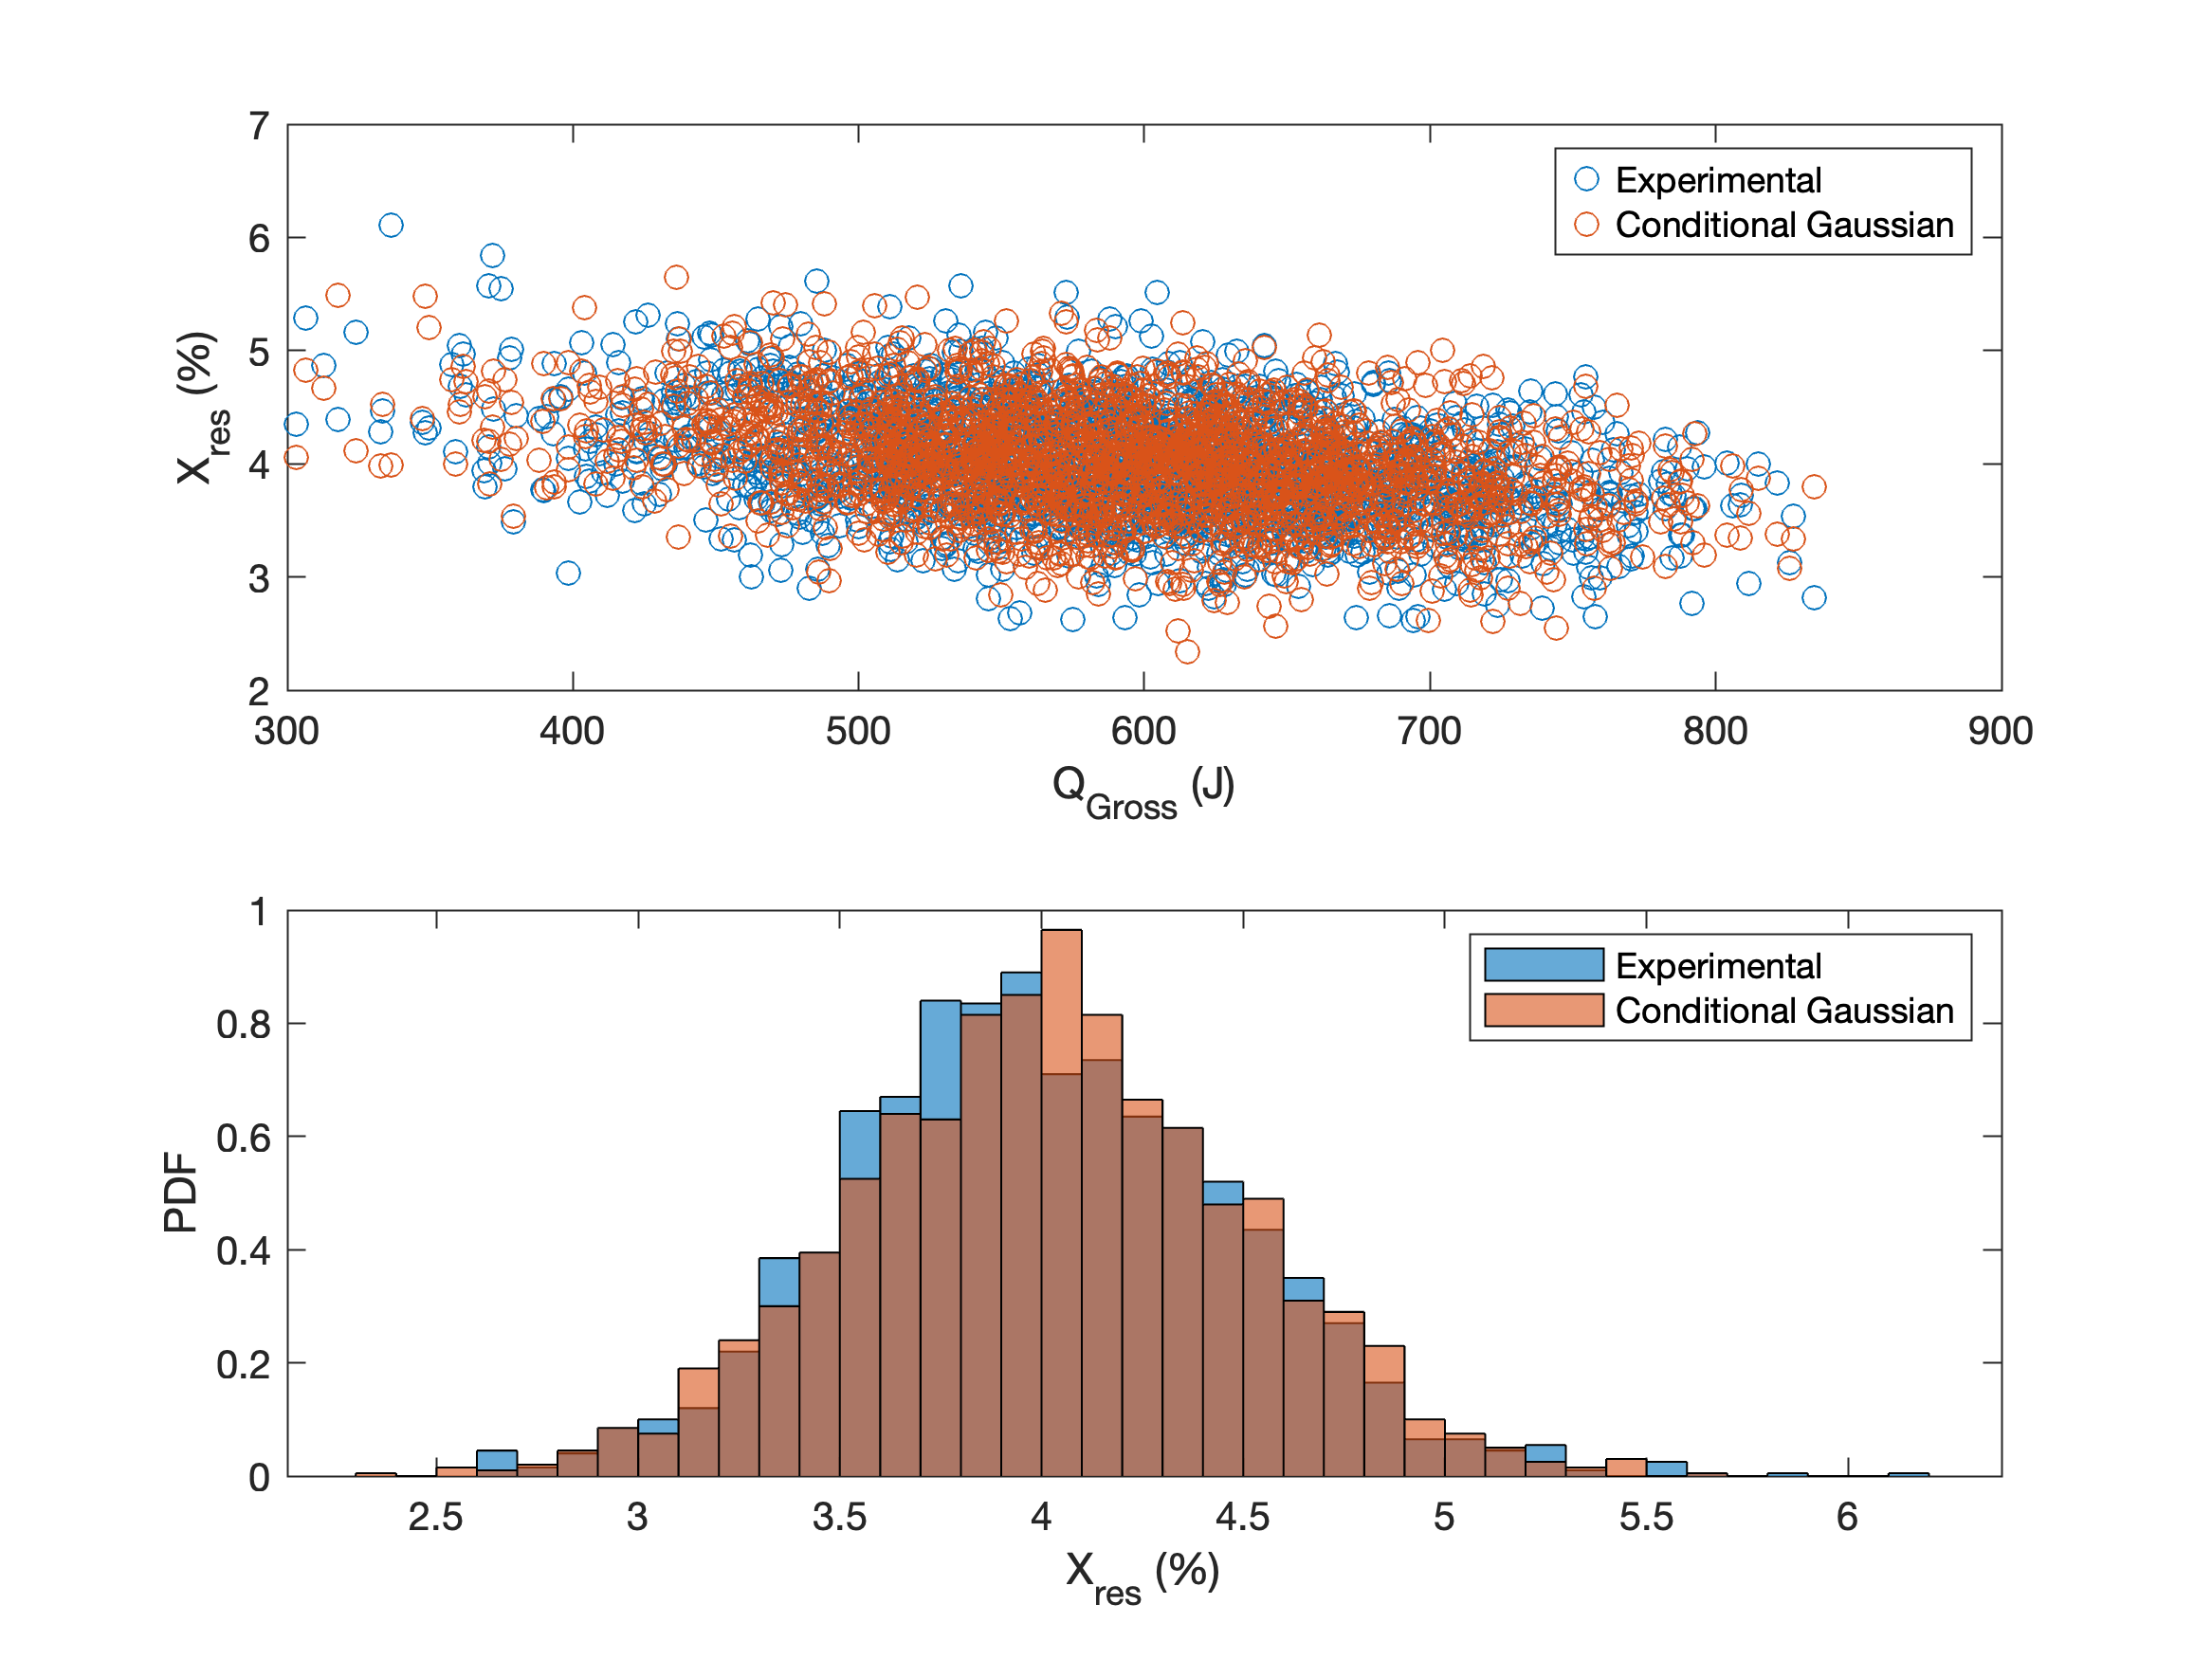 7
6
5
4
3
2
X_res (%)
Experimental
Conditional Gaussian
300 400 500 600 700 800 900
Q_Gross (J)
1
0.8
0.6
0.4
0.2
0
PDF
Experimental
Conditional Gaussian
2.5 3 3.5 4 4.5 5 5.5 6
X_res (%)